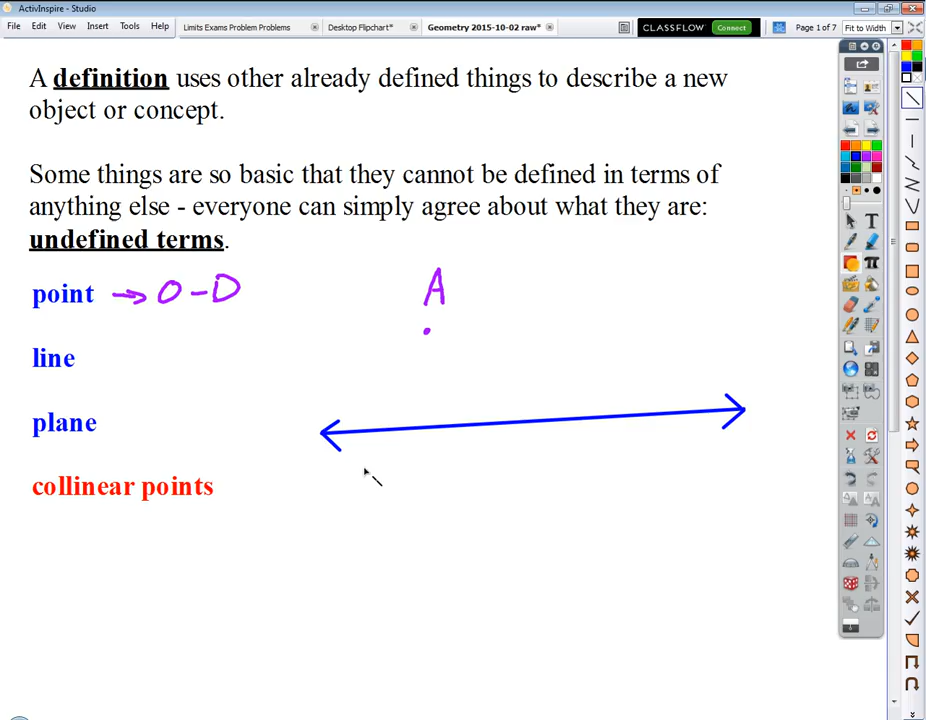 ActivInspire - Studio
File Edit View Insert Tools Help
Limits Exam Problem Problems
Desktop Flipchart*
Geometry 2015-10-02 raw*
CLASSFLOW Connect
Page 1 of 7
Fit to Width
A definition uses other already defined things to describe a new
object or concept.
Some things are so basic that they cannot be defined in terms of
anything else - everyone can simply agree about what they are:
undefined terms.
point → O - D
A
line
plane
collinear points